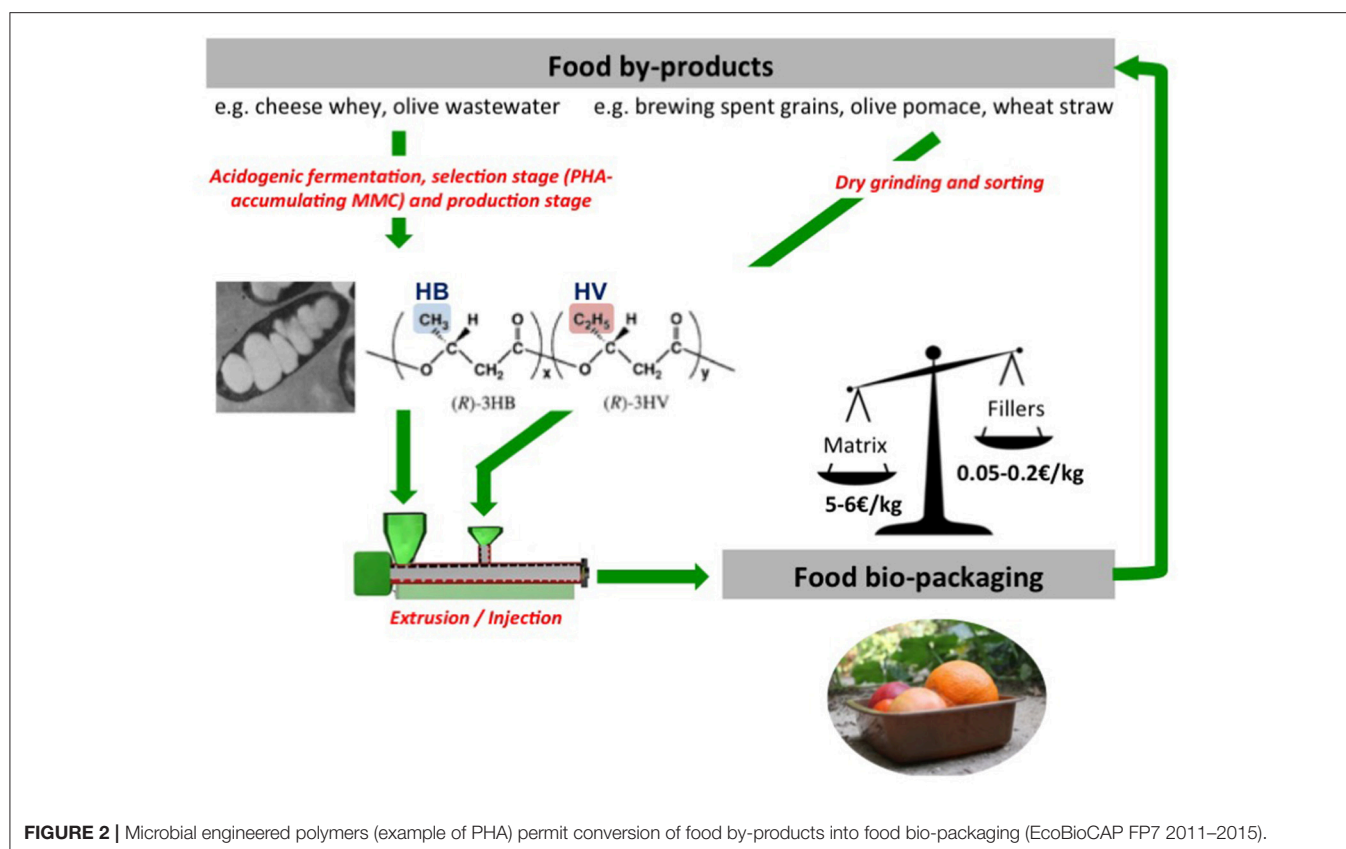 Food by-products
e.g. cheese whey, olive wastewater
e.g. brewing spent grains, olive pomace, wheat straw
Acidogenic fermentation, selection stage (PHA-
accumulating MMC) and production stage
Dry grinding and sorting
HB
HV
CH₃
H
O
C₂H₅
H
O
C
C
C
C
O
CH₂
x
O
CH₂
y
(R)-3HB
(R)-3HV
Matrix
5-6€/kg
Fillers
0.05-0.2€/kg
Extrusion / Injection
Food bio-packaging
FIGURE 2 | Microbial engineered polymers (example of PHA) permit conversion of food by-products into food bio-packaging (EcoBioCAP FP7 2011–2015).